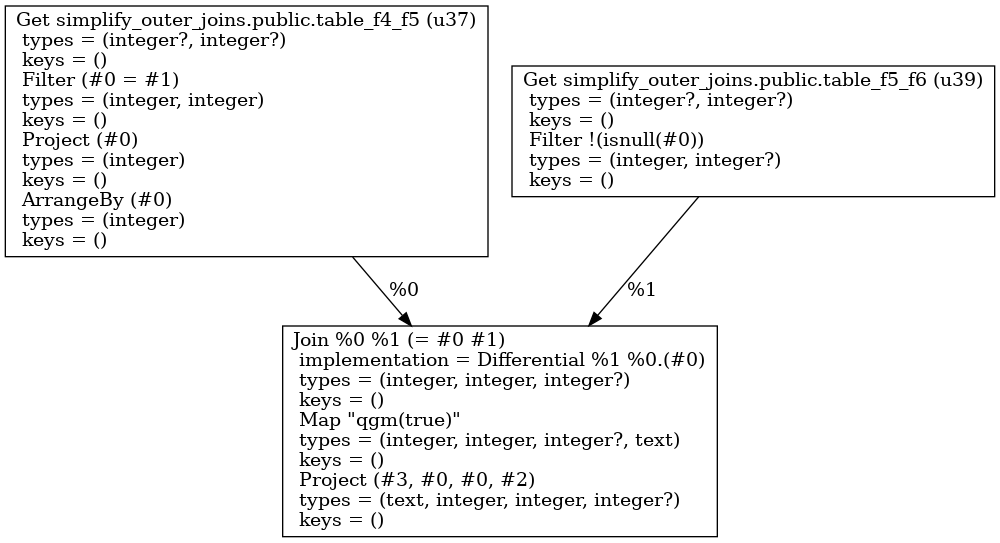 Get simplify_outer_joins.public.table_f4_f5 (u37)
types = (integer?, integer?)
keys = ()
Filter (#0 = #1)
types = (integer, integer)
keys = ()
Project (#0)
types = (integer)
keys = ()
ArrangeBy (#0)
types = (integer)
keys = ()
Get simplify_outer_joins.public.table_f5_f6 (u39)
types = (integer?, integer?)
keys = ()
Filter !(isnull(#0))
types = (integer, integer?)
keys = ()
%0
%1
Join %0 %1 (= #0 #1)
implementation = Differential %1 %0.(#0)
types = (integer, integer, integer?)
keys = ()
Map "qgm(true)"
types = (integer, integer, integer?, text)
keys = ()
Project (#3, #0, #0, #2)
types = (text, integer, integer, integer?)
keys = ()